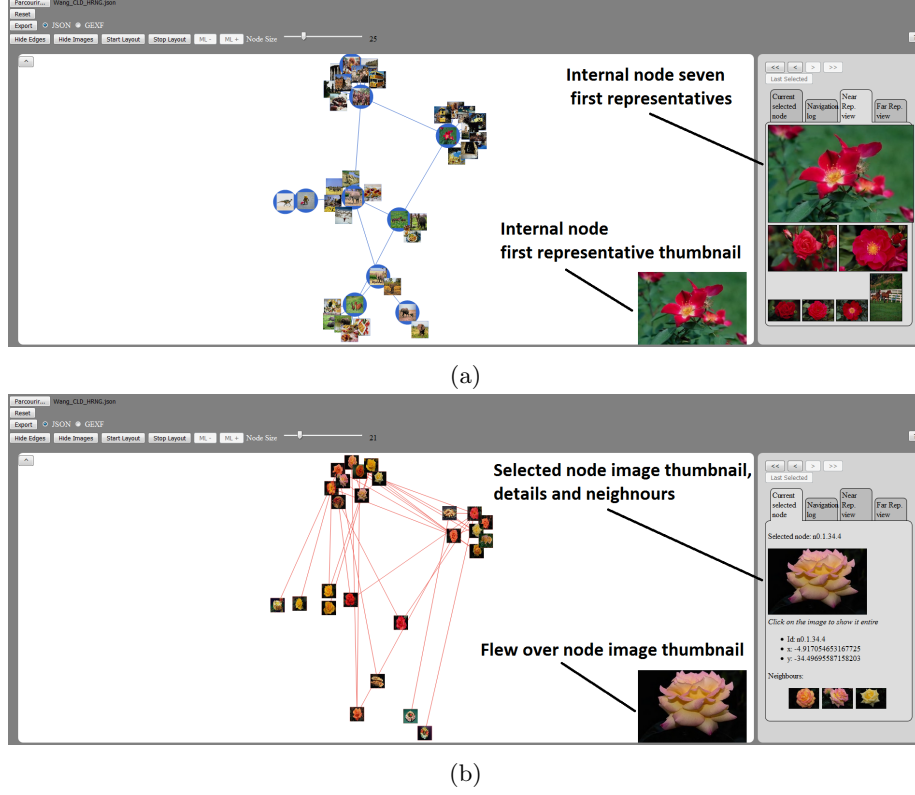 Parcourir... Wang_CLD_HRNG.json
Reset
Export JSON GEXF
Hide Edges Hide Images Start Layout Stop Layout ML - ML + Node Size 25
^
Internal node seven
first representatives
Internal node
first representative thumbnail
<< < > >>
Last Selected
Current selected node
Navigation log
Near Rep. view
Far Rep. view
(a)
Parcourir... Wang_CLD_HRNG.json
Reset
Export JSON GEXF
Hide Edges Hide Images Start Layout Stop Layout ML - ML + Node Size 21
^
Selected node image thumbnail,
details and neighnours
Flew over node image thumbnail
<< < > >>
Last Selected
Current selected node
Navigation log
Near Rep. view
Far Rep. view
Selected node: n0.1.34.4
Click on the image to show it entire
Id: n0.1.34.4
x: -4.917054653167725
y: -34.49695587158203
Neighbours:
(b)